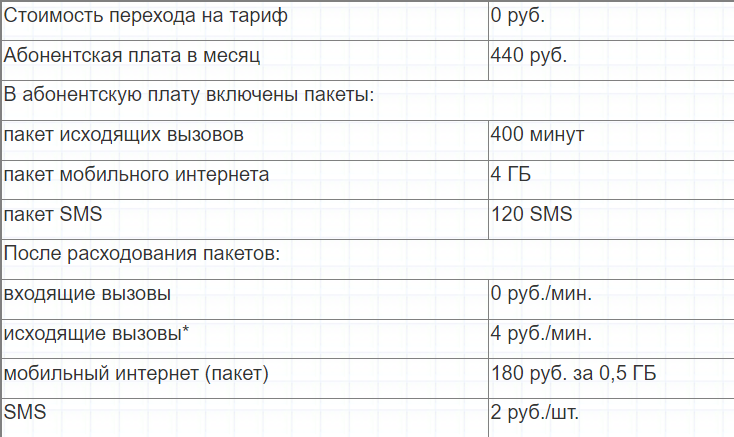 Стоимость перехода на тариф 0 руб.
Абонентская плата в месяц 440 руб.
В абонентскую плату включены пакеты:
пакет исходящих вызовов 400 минут
пакет мобильного интернета 4 ГБ
пакет SMS 120 SMS
После расходования пакетов:
входящие вызовы 0 руб./мин.
исходящие вызовы* 4 руб./мин.
мобильный интернет (пакет) 180 руб. за 0,5 ГБ
SMS 2 руб./шт.